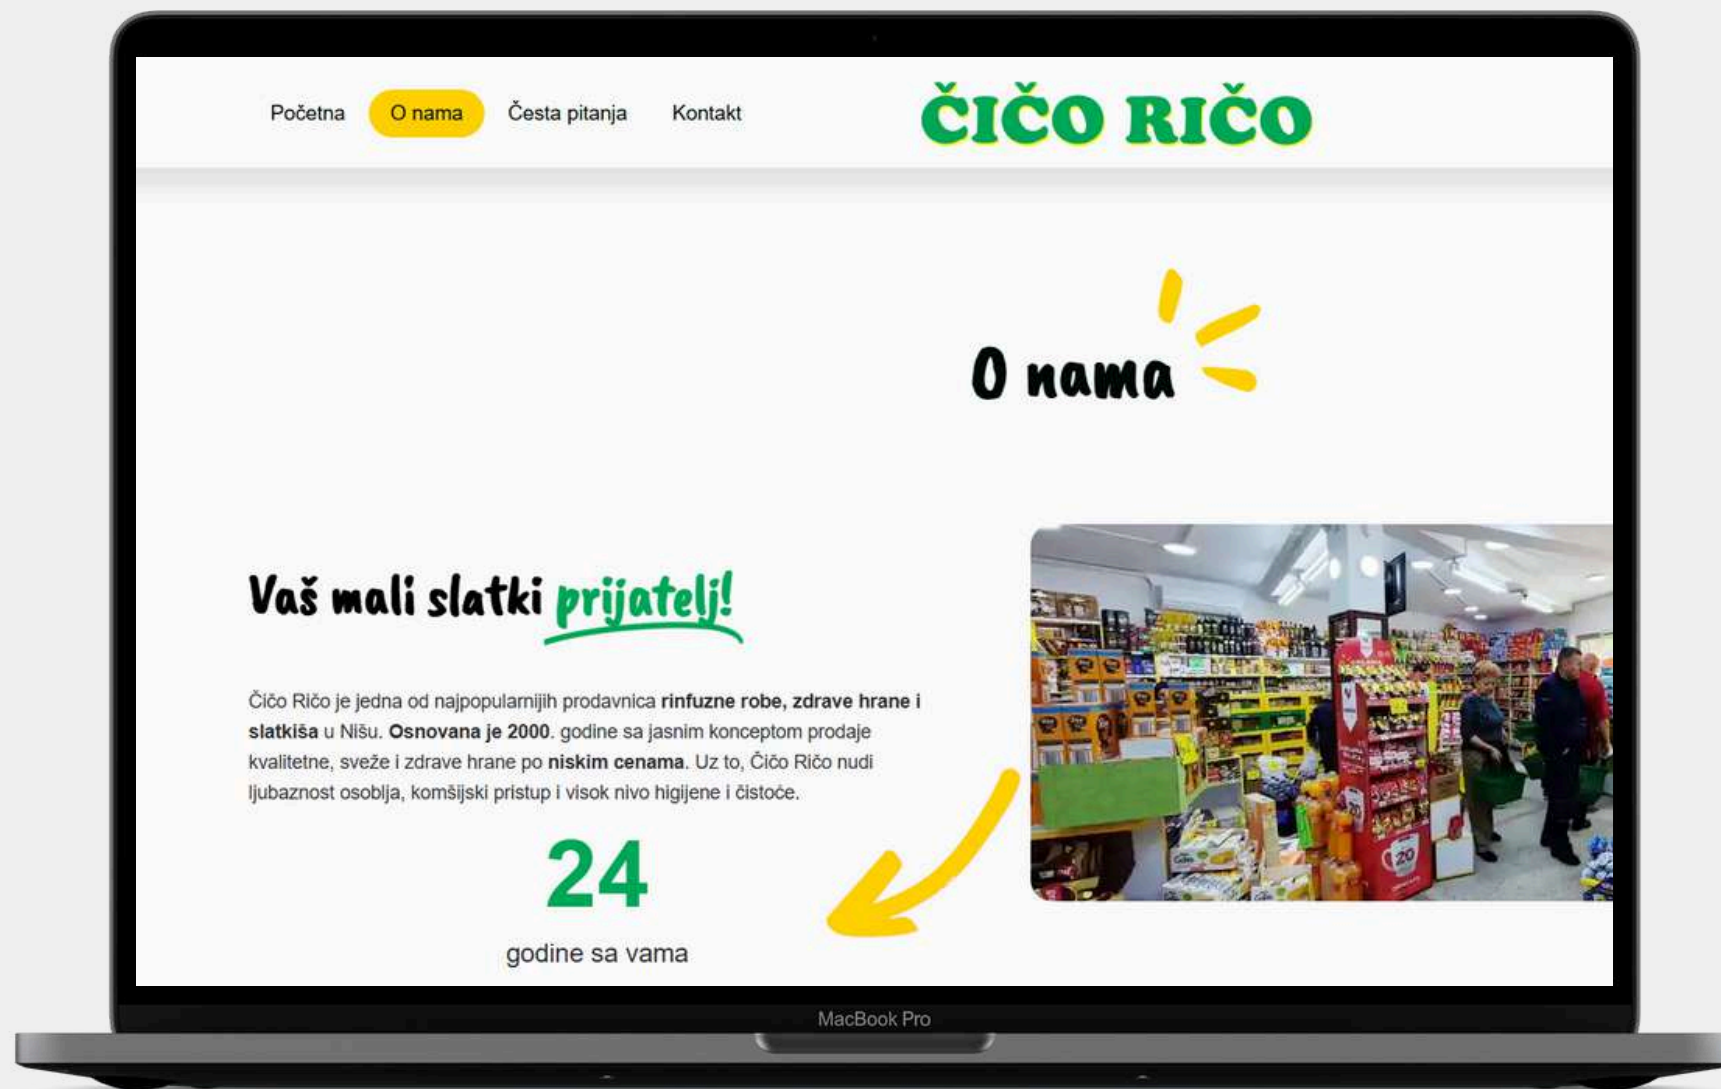 Početna O nama Česta pitanja Kontakt
ČIČO RIČO
O nama
Vaš mali slatki prijatelj!
Čičo Ričo je jedna od najpopularnijih prodavnica rinfuzne robe, zdrave hrane i
slatkiša u Nišu. Osnovana je 2000. godine sa jasnim konceptom prodaje
kvalitetne, sveže i zdrave hrane po niskim cenama. Uz to, Čičo Ričo nudi
ljubaznost osoblja, komšijski pristup i visok nivo higijene i čistoće.
24
godine sa vama
20
MacBook Pro